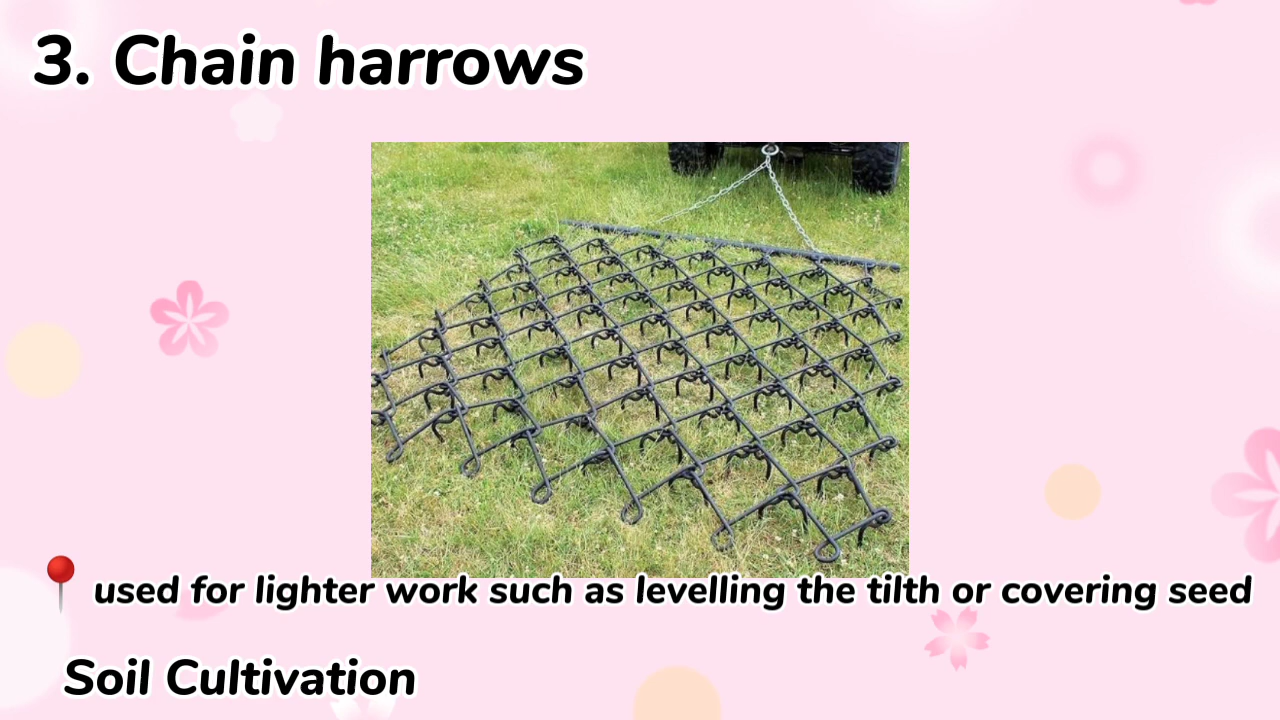 3. Chain harrows
used for lighter work such as levelling the tilth or covering seed
Soil Cultivation